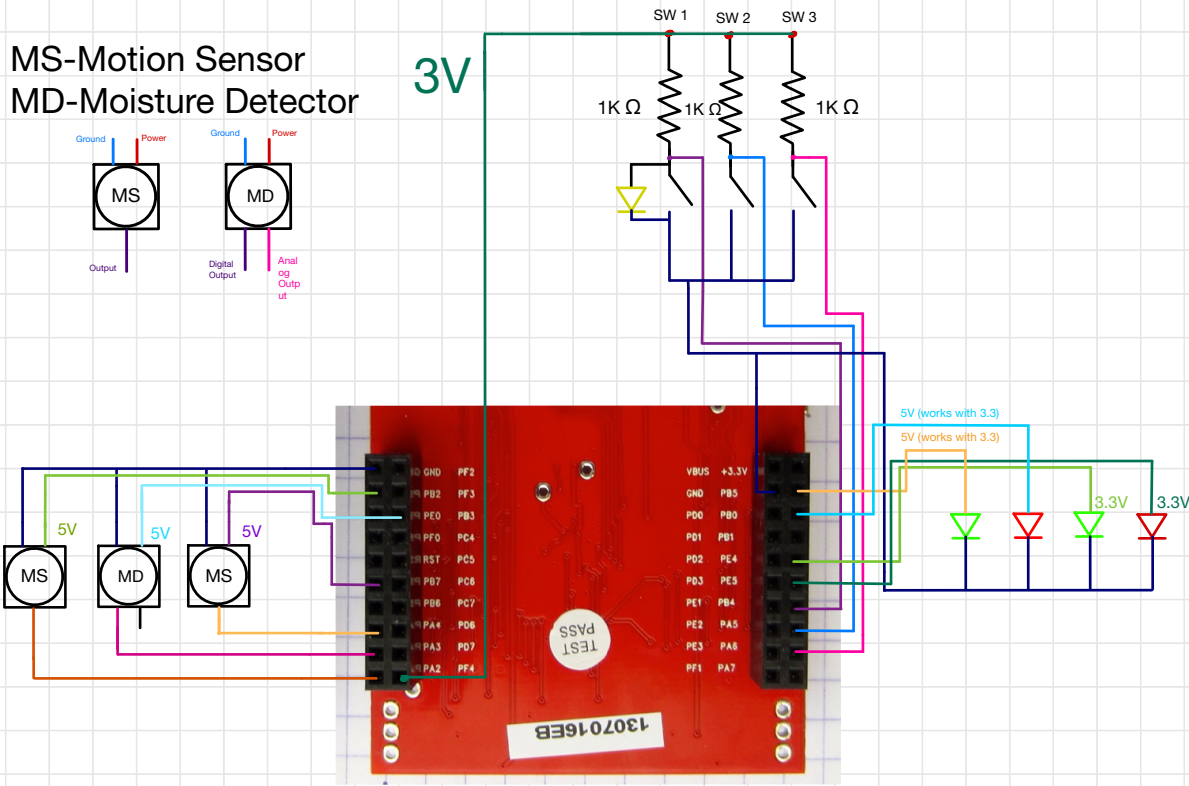 SW 1
SW 2
SW 3
MS-Motion Sensor
MD-Moisture Detector
3V
1K Ω
1K Ω
1K Ω
Ground
Power
Ground
Power
MS
MD
Output
Digital
Output
Anal
og
Outp
ut
5V (works with 3.3)
5V (works with 3.3)
GND PF2
PB2 PF3
PE0 PB3
PF0 PC4
RST PC5
PB7 PC6
PB6 PC7
PA4 PD6
PA3 PD7
PA2 PF4
VBUS +3.3V
GND PB5
PD0 PB0
PD1 PB1
PD2 PE4
PD3 PE5
PE1 PB4
PE2 PA5
PE3 PA6
PF1 PA7
5V
5V
5V
MS
MD
MS
3.3V
3.3V
TEST
PASS
1307016EB